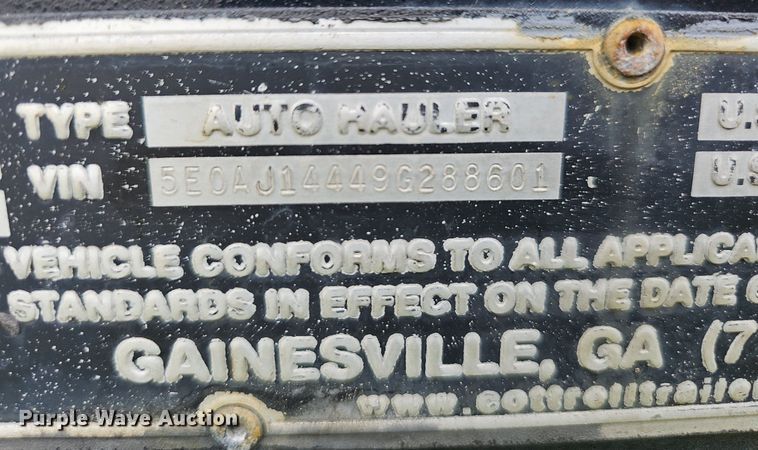 TYPE AUTO HAULER U.S
VIN 5E0AJ14449G288601 U.S
VEHICLE CONFORMS TO ALL APPLICA
STANDARDS IN EFFECT ON THE DATE
GAINESVILLE, GA (7
www.cottrelltrailer
Purple Wave Auction